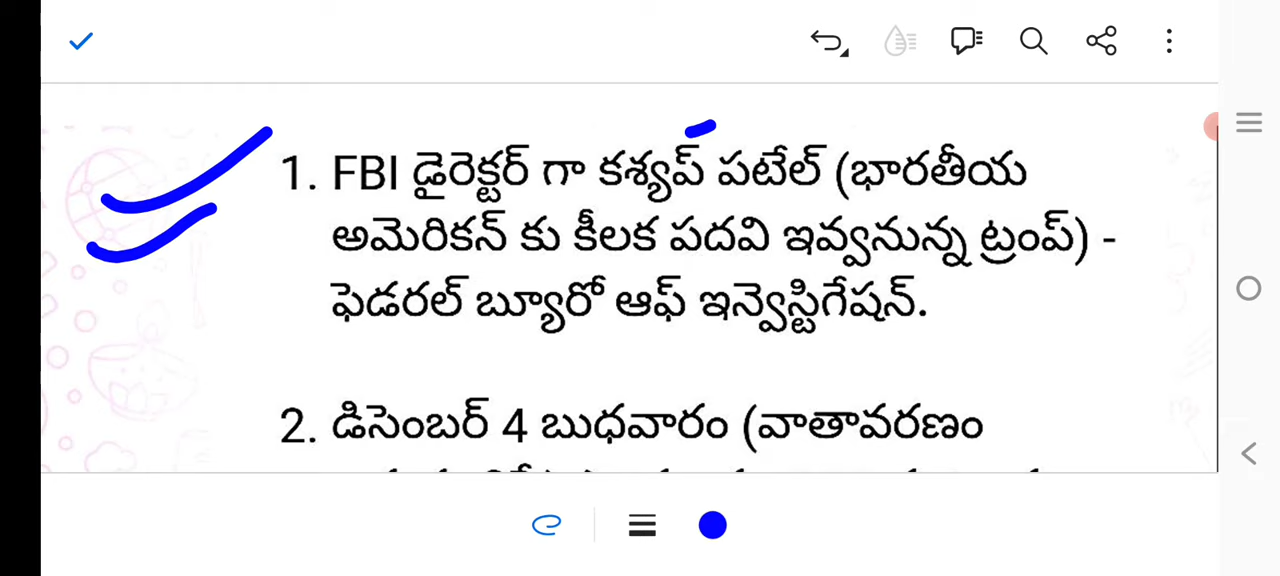 1. FBI డైరెక్టర్ గా కశ్యప్ పటేల్ (భారతీయ
అమెరికన్ కు కీలక పదవి ఇవ్వనున్న ట్రంప్) -
ఫెడరల్ బ్యూరో ఆఫ్ ఇన్వెస్టిగేషన్.
2. డిసెంబర్ 4 బుధవారం (వాతావరణం